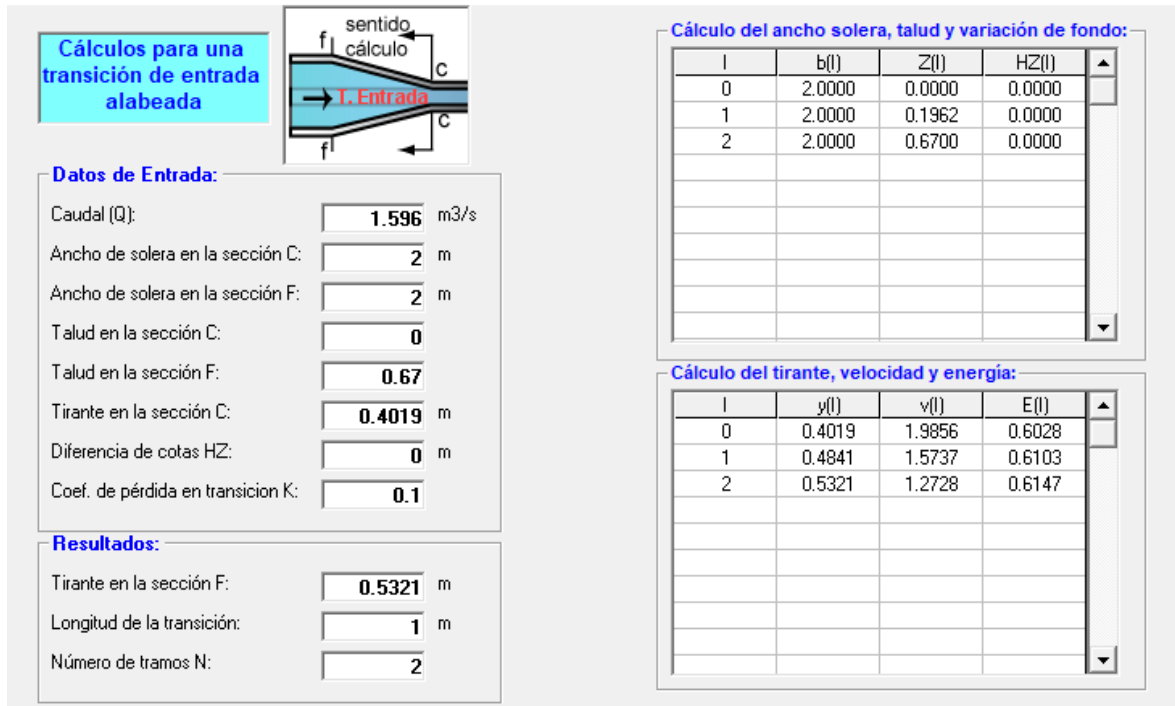 Cálculos para una
transición de entrada
alabeada
sentido
cálculo
f
C
T. Entrada
C
f
Datos de Entrada:
Caudal (Q): 1.596 m3/s
Ancho de solera en la sección C: 2 m
Ancho de solera en la sección F: 2 m
Talud en la sección C: 0
Talud en la sección F: 0.67
Tirante en la sección C: 0.4019 m
Diferencia de cotas HZ: 0 m
Coef. de pérdida en transicion K: 0.1
Resultados:
Tirante en la sección F: 0.5321 m
Longitud de la transición: 1 m
Número de tramos N: 2
Cálculo del ancho solera, talud y variación de fondo:
I b(I) Z(I) HZ(I)
0 2.0000 0.0000 0.0000
1 2.0000 0.1962 0.0000
2 2.0000 0.6700 0.0000
Cálculo del tirante, velocidad y energía:
I y(I) v(I) E(I)
0 0.4019 1.9856 0.6028
1 0.4841 1.5737 0.6103
2 0.5321 1.2728 0.6147